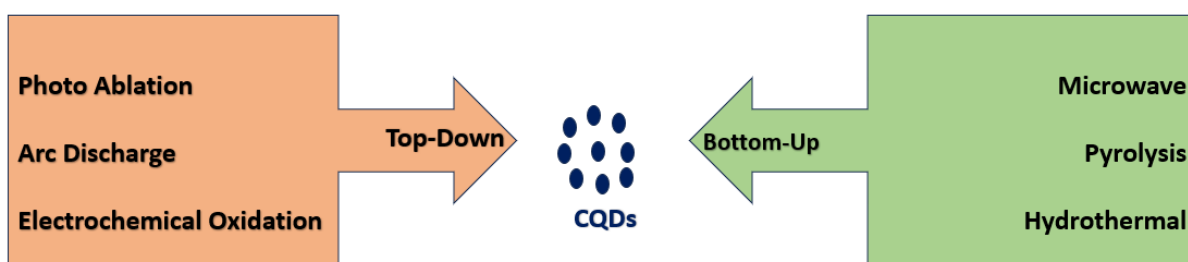 Photo Ablation
Arc Discharge
Electrochemical Oxidation
Top-Down
CQDs
Bottom-Up
Microwave
Pyrolysis
Hydrothermal